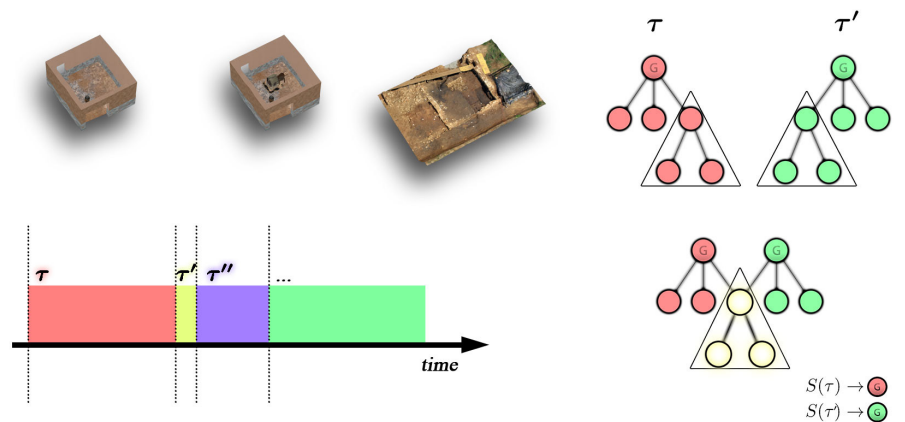 τ τ′
G G
τ τ′ τ″ ...
G G
time
S(τ) → G
S(τ′) → G